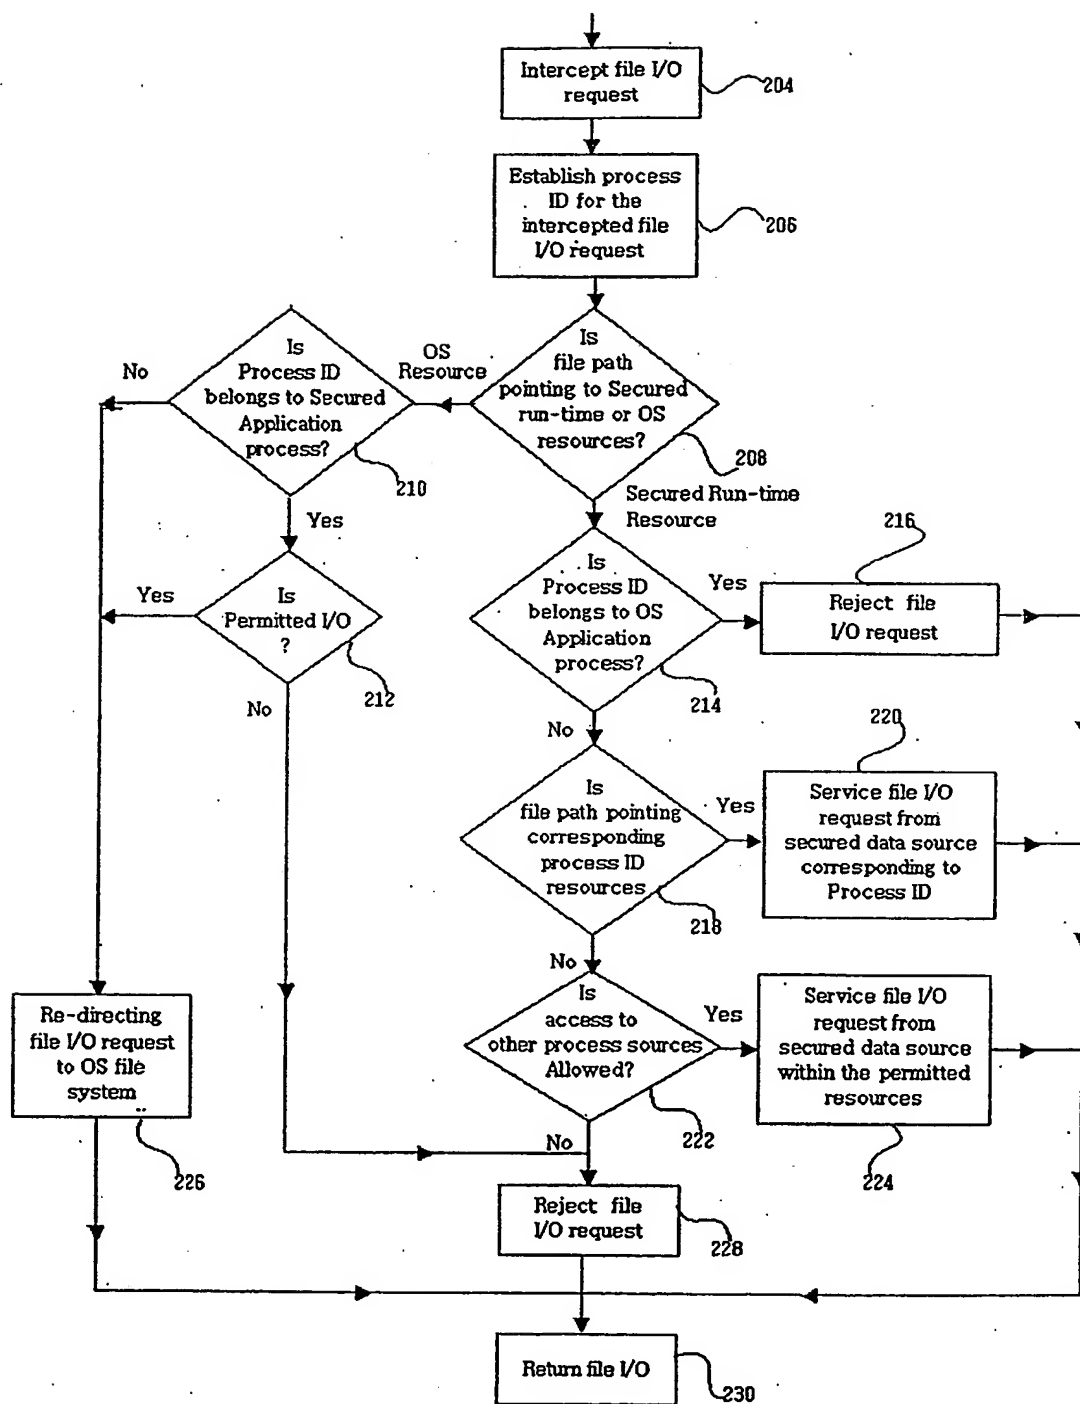 Intercept file I/O
request
204
Establish process
ID for the
intercepted file
I/O request
206
Is
file path
pointing to Secured
run-time or OS
resources?
208
OS
Resource
Is
Process ID
belongs to Secured
Application
process?
210
No
Yes
Secured Run-time
Resource
Is
Permitted I/O
?
212
Yes
No
Is
Process ID
belongs to OS
Application
process?
214
Yes
216
Reject file
I/O request
No
Is
file path pointing
corresponding
process ID
resources
218
Yes
220
Service file I/O
request from
secured data source
corresponding to
Process ID
No
Is
access to
other process sources
Allowed?
222
Yes
Service file I/O
request from
secured data source
within the permitted
resources
224
No
Re-directing
file I/O request
to OS file
system
226
Reject file
I/O request
228
Return file I/O
230